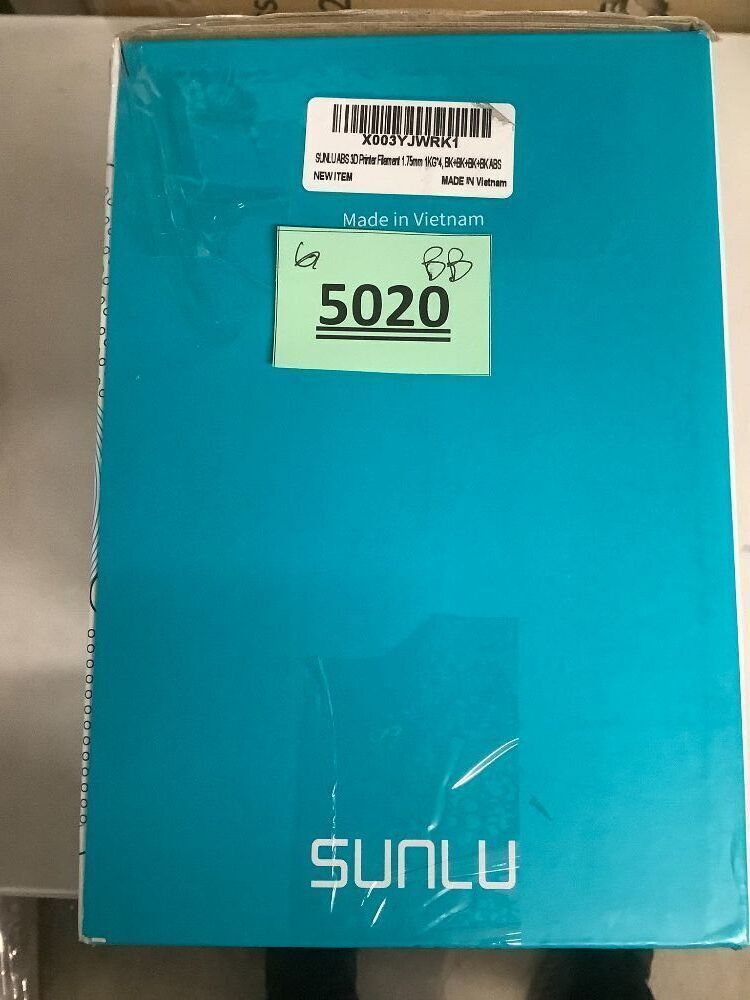 X003YJWRK1
SUNLU ABS 3D Printer Filament 1.75mm 1KG*4, BK+BK+BK+BK ABS
NEW ITEM MADE IN Vietnam
Made in Vietnam
BB
5020
SUNLU